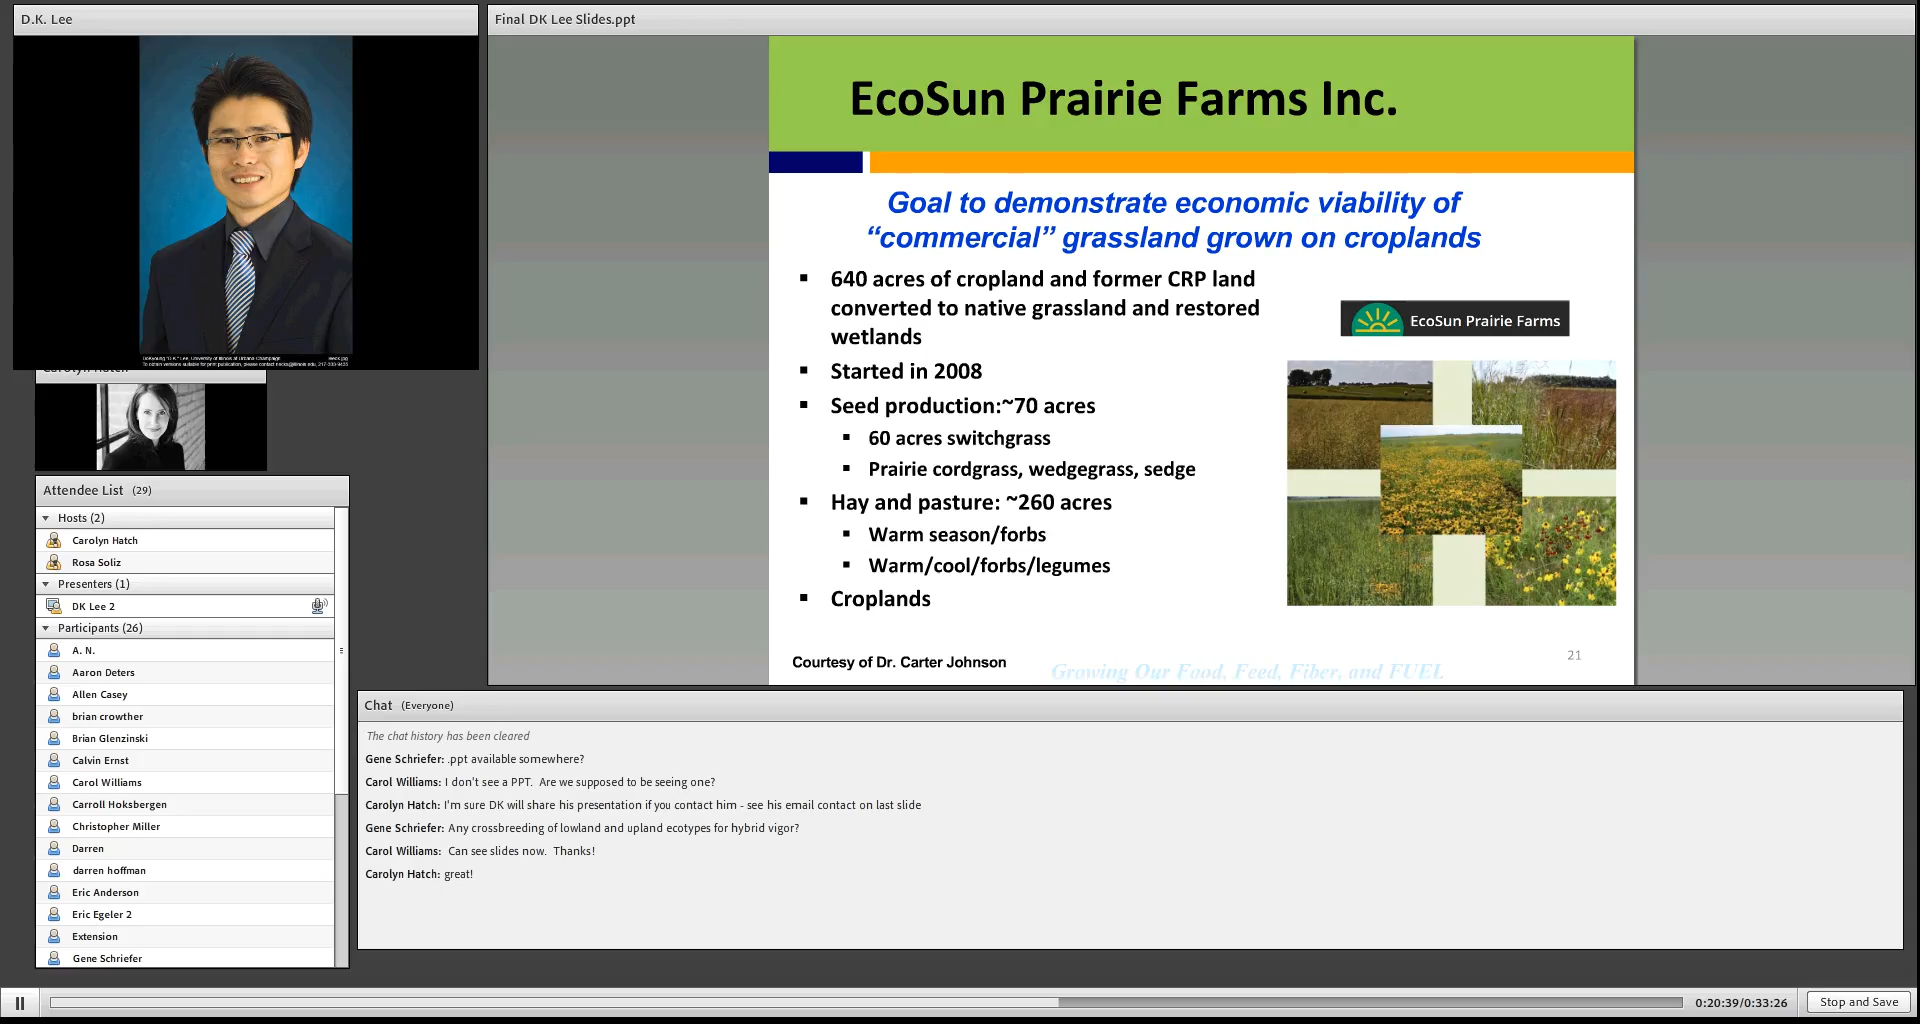 D.K. Lee
DoKyoung "D.K." Lee, University of Illinois at Urbana-Champaign
Carolyn Hatch
Attendee List (29)
Hosts (2)
Carolyn Hatch
Rosa Soliz
Presenters (1)
DK Lee 2
Participants (26)
A. N.
Aaron Deters
Allen Casey
brian crowther
Brian Glenzinski
Calvin Ernst
Carol Williams
Carroll Hoksbergen
Christopher Miller
Darren
darren hoffman
Eric Anderson
Eric Egeler 2
Extension
Gene Schriefer
Final DK Lee Slides.ppt
EcoSun Prairie Farms Inc.
Goal to demonstrate economic viability of
“commercial” grassland grown on croplands
▪ 640 acres of cropland and former CRP land
converted to native grassland and restored
wetlands
▪ Started in 2008
▪ Seed production:~70 acres
▪ 60 acres switchgrass
▪ Prairie cordgrass, wedgegrass, sedge
▪ Hay and pasture: ~260 acres
▪ Warm season/forbs
▪ Warm/cool/forbs/legumes
▪ Croplands
EcoSun Prairie Farms
Courtesy of Dr. Carter Johnson
Growing Our Food, Feed, Fiber, and FUEL
21
Chat (Everyone)
The chat history has been cleared
Gene Schriefer: .ppt available somewhere?
Carol Williams: I don't see a PPT. Are we supposed to be seeing one?
Carolyn Hatch: I'm sure DK will share his presentation if you contact him - see his email contact on last slide
Gene Schriefer: Any crossbreeding of lowland and upland ecotypes for hybrid vigor?
Carol Williams: Can see slides now. Thanks!
Carolyn Hatch: great!
0:20:39/0:33:26
Stop and Save